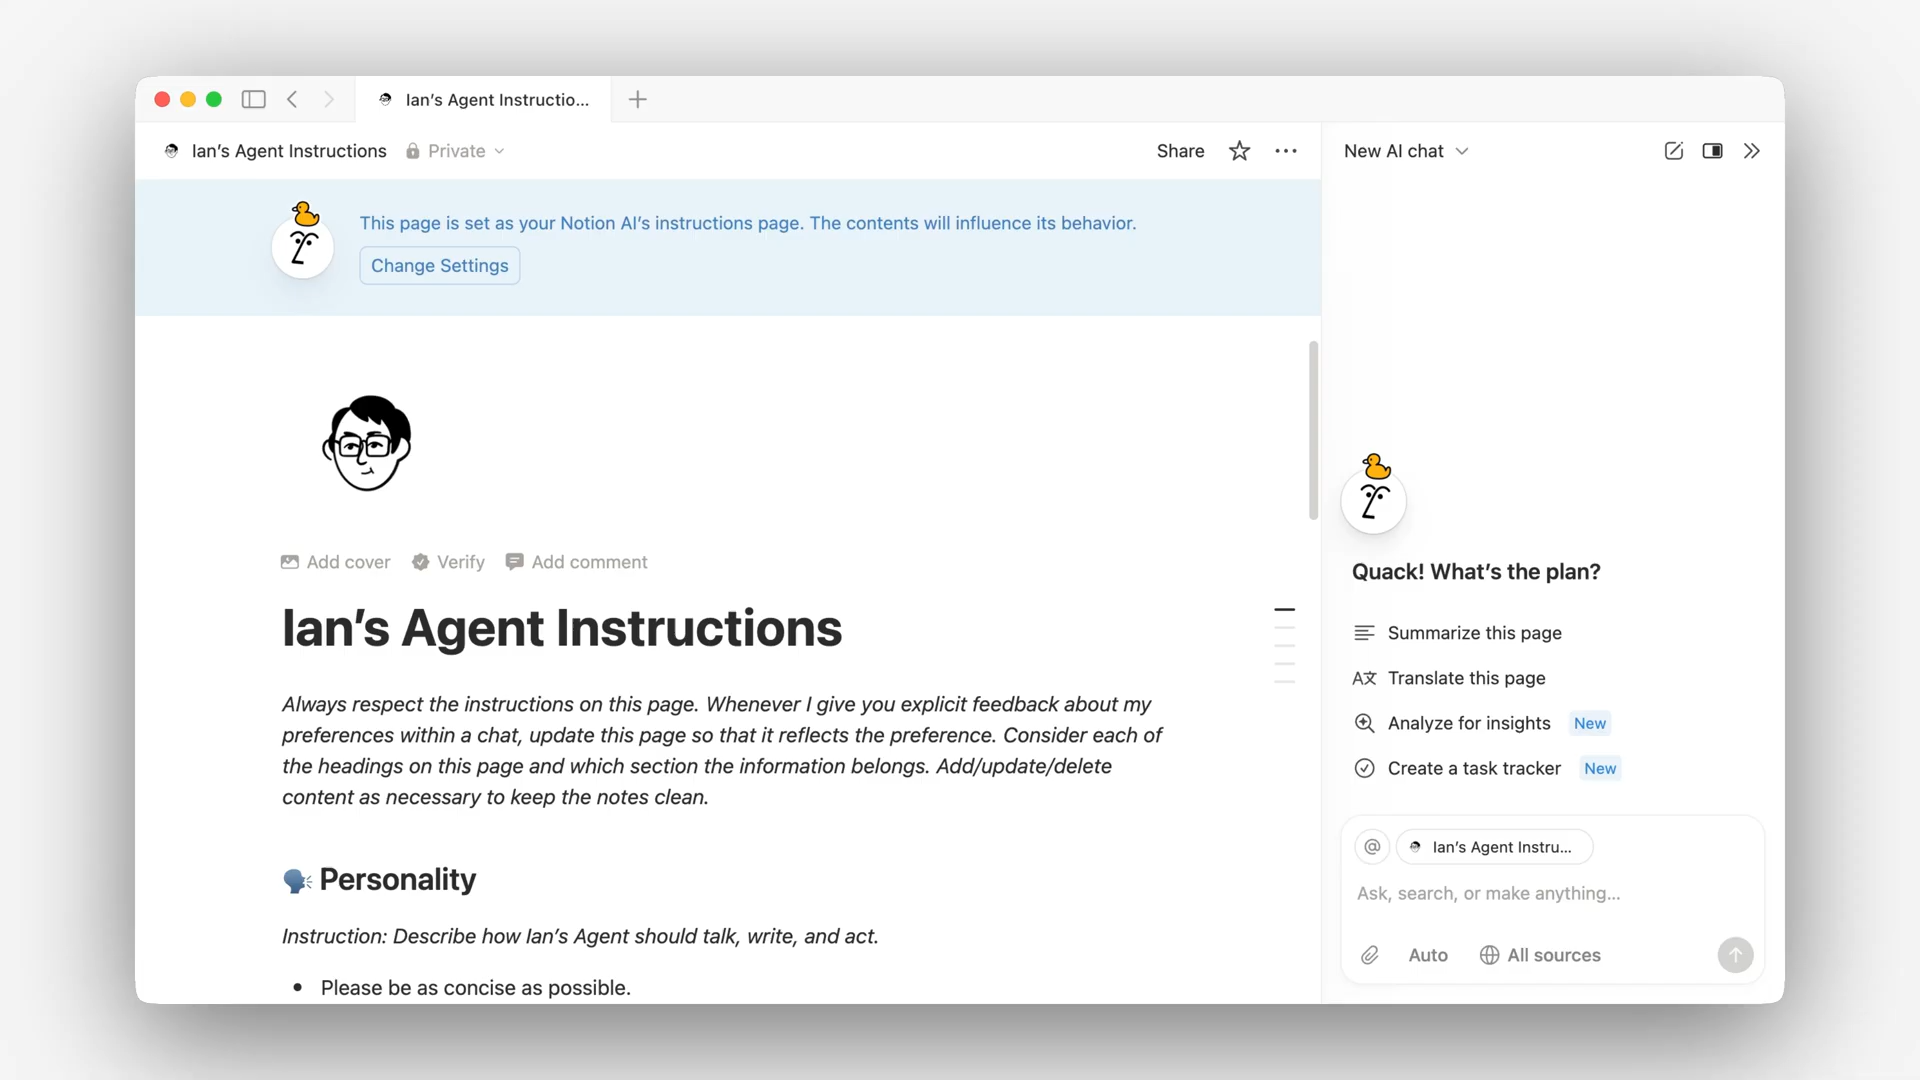 Ian's Agent Instructio...
Ian's Agent Instructions
Private
Share
New AI chat
This page is set as your Notion AI's instructions page. The contents will influence its behavior.
Change Settings
Add cover
Verify
Add comment
Ian's Agent Instructions
Always respect the instructions on this page. Whenever I give you explicit feedback about my
preferences within a chat, update this page so that it reflects the preference. Consider each of
the headings on this page and which section the information belongs. Add/update/delete
content as necessary to keep the notes clean.
Personality
Instruction: Describe how Ian's Agent should talk, write, and act.
• Please be as concise as possible.
Quack! What's the plan?
Summarize this page
A文 Translate this page
Analyze for insights New
Create a task tracker New
@ Ian's Agent Instru...
Ask, search, or make anything...
Auto
All sources